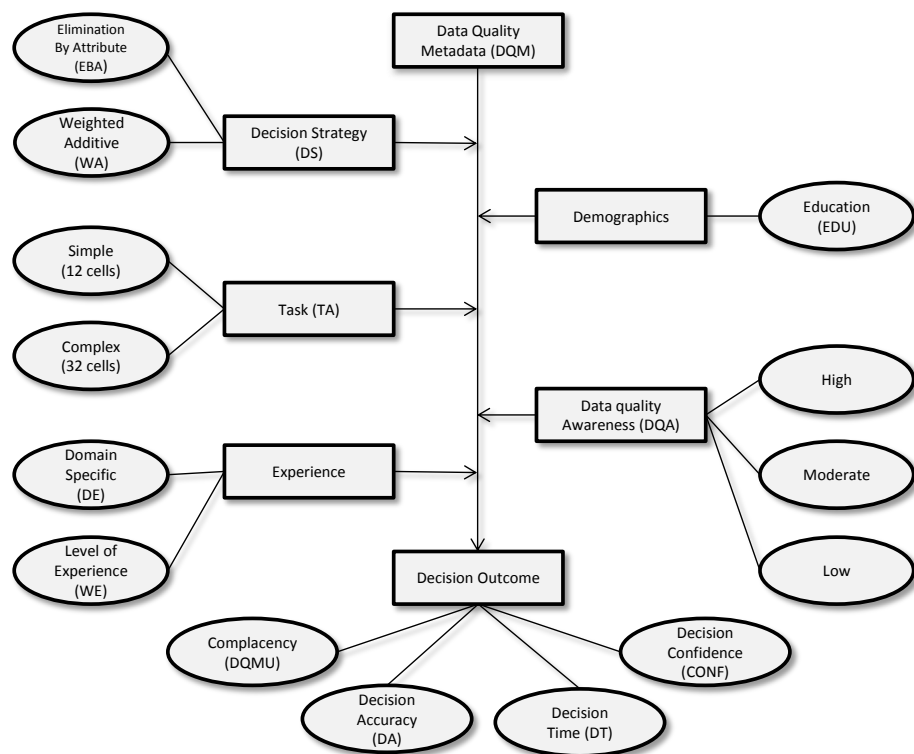 Elimination
By Attribute
(EBA)
Data Quality
Metadata (DQM)
Weighted
Additive
(WA)
Decision Strategy
(DS)
Demographics
Education
(EDU)
Simple
(12 cells)
Task (TA)
Complex
(32 cells)
High
Data quality
Awareness (DQA)
Domain
Specific
(DE)
Experience
Moderate
Level of
Experience
(WE)
Decision Outcome
Low
Complacency
(DQMU)
Decision
Accuracy
(DA)
Decision
Time (DT)
Decision
Confidence
(CONF)